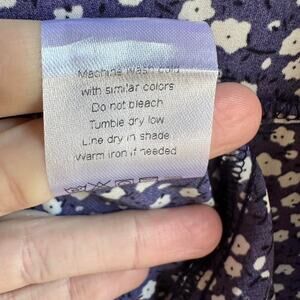 Machine wash cold
with similar colors
Do not bleach
Tumble dry low
Line dry in shade
Warm iron if needed